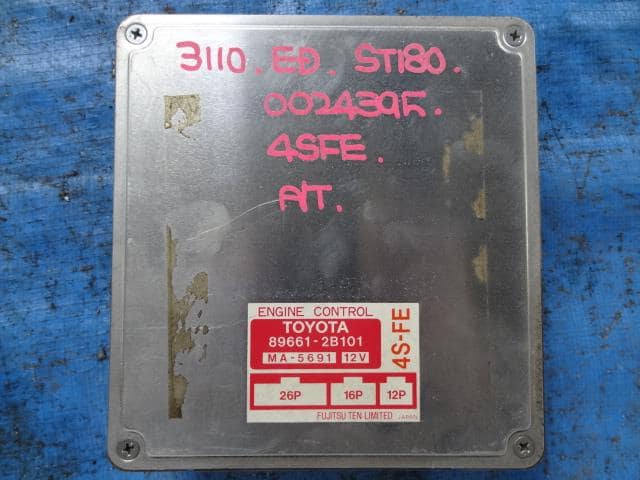 3110. ED. ST180.
002439F.
4SFE.
A/T.
ENGINE CONTROL
TOYOTA
89661-2B101
MA-5691 12V
4S-FE
26P 16P 12P
FUJITSU TEN LIMITED JAPAN